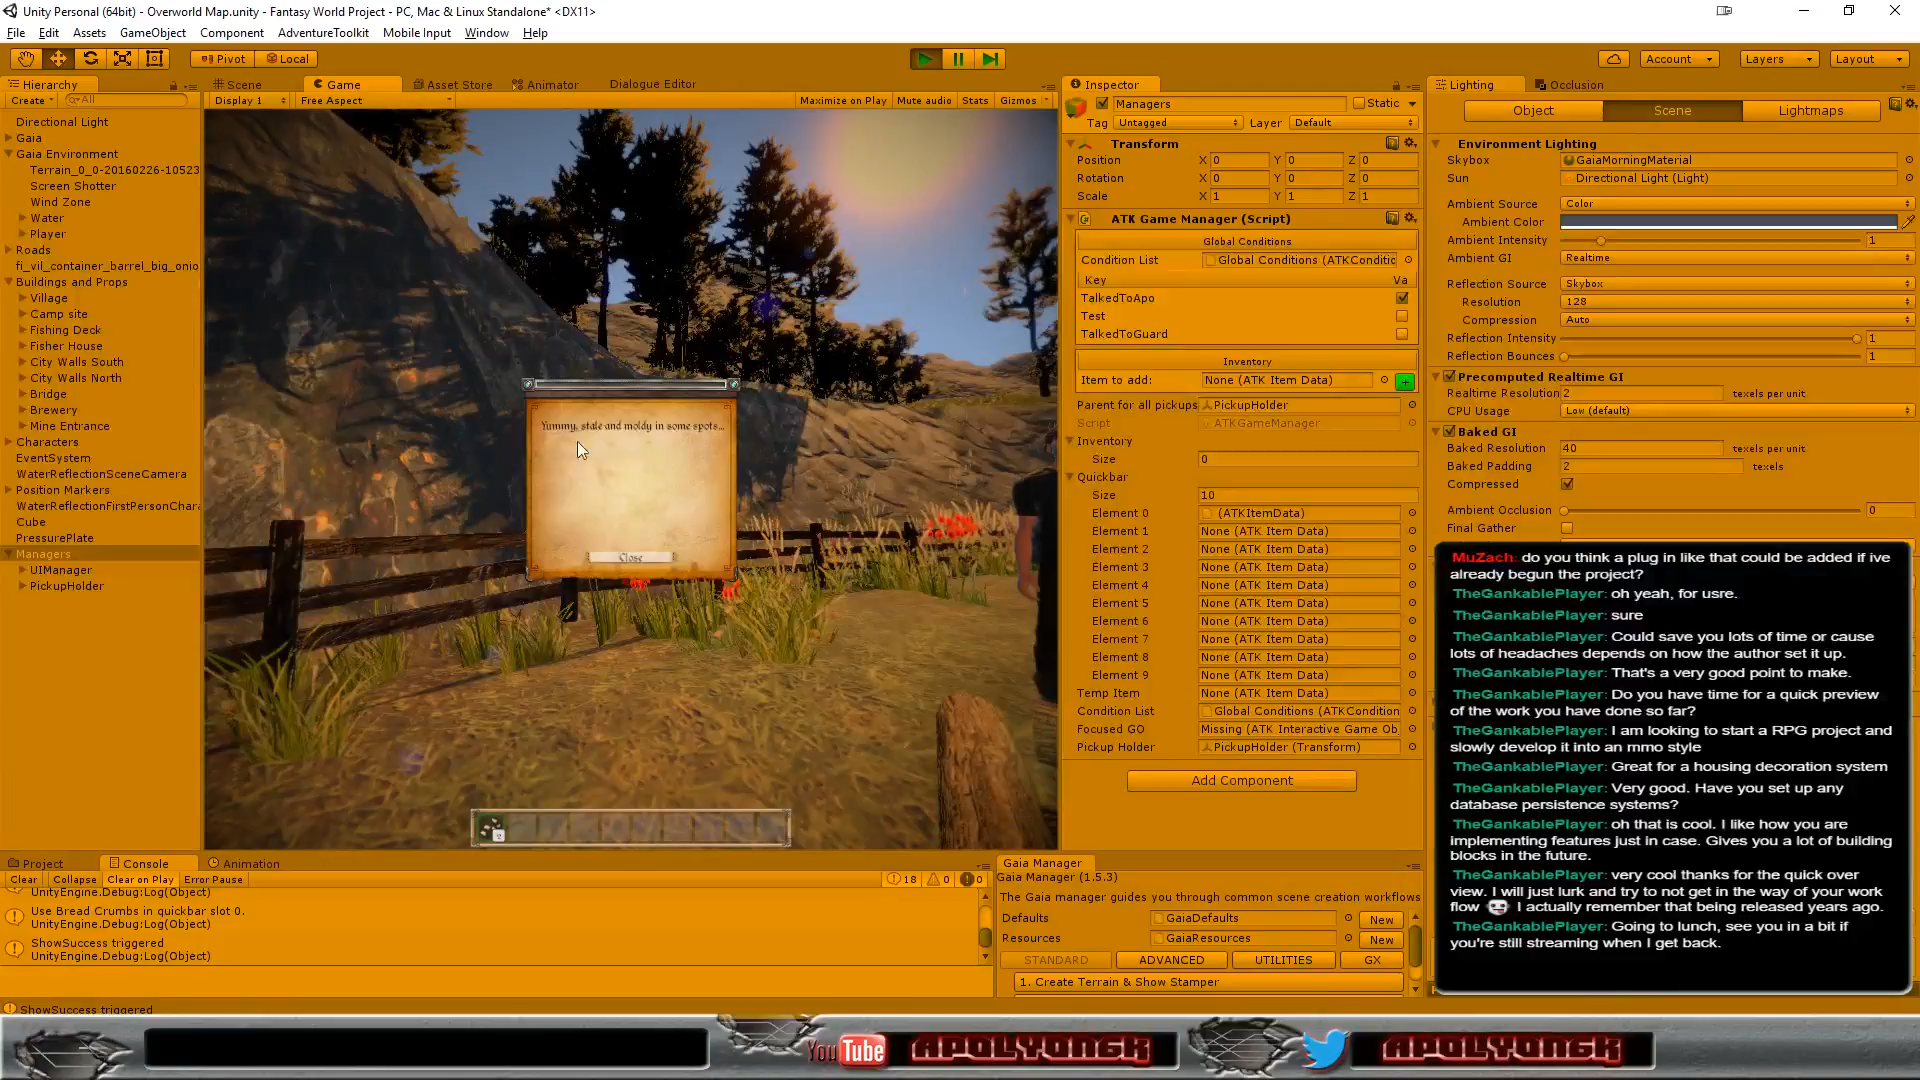 Unity Personal (64bit) - Overworld Map.unity - Fantasy World Project - PC, Mac & Linux Standalone* <DX11>
File Edit Assets GameObject Component AdventureToolkit Mobile Input Window Help
Pivot Local Account Layers Layout
Hierarchy
Create All
Directional Light
Gaia
Gaia Environment
Terrain_0_0-20160226-10523
Screen Shotter
Wind Zone
Water
Player
Roads
fi_vil_container_barrel_big_onio
Buildings and Props
Village
Camp site
Fishing Deck
Fisher House
City Walls South
City Walls North
Bridge
Brewery
Mine Entrance
Characters
EventSystem
WaterReflectionSceneCamera
Position Markers
WaterReflectionFirstPersonChara
Cube
PressurePlate
Managers
UIManager
PickupHolder
Scene Game Asset Store Animator Dialogue Editor
Display 1 Free Aspect Maximize on Play Mute audio Stats Gizmos
Yummy, stale and moldy in some spots...
Close
2
Inspector
Managers Static
Tag Untagged Layer Default
Transform
Position X 0 Y 0 Z 0
Rotation X 0 Y 0 Z 0
Scale X 1 Y 1 Z 1
ATK Game Manager (Script)
Global Conditions
Condition List Global Conditions (ATKConditic
Key Va
TalkedToApo
Test
TalkedToGuard
Inventory
Item to add: None (ATK Item Data) +
Parent for all pickups PickupHolder
Script ATKGameManager
Inventory
Size 0
Quickbar
Size 10
Element 0 (ATKItemData)
Element 1 None (ATK Item Data)
Element 2 None (ATK Item Data)
Element 3 None (ATK Item Data)
Element 4 None (ATK Item Data)
Element 5 None (ATK Item Data)
Element 6 None (ATK Item Data)
Element 7 None (ATK Item Data)
Element 8 None (ATK Item Data)
Element 9 None (ATK Item Data)
Temp Item None (ATK Item Data)
Condition List Global Conditions (ATKCondition
Focused GO Missing (ATK Interactive Game Ob
Pickup Holder PickupHolder (Transform)
Add Component
Lighting Occlusion
Object Scene Lightmaps
Environment Lighting
Skybox GaiaMorningMaterial
Sun Directional Light (Light)
Ambient Source Color
Ambient Color
Ambient Intensity 1
Ambient GI Realtime
Reflection Source Skybox
Resolution 128
Compression Auto
Reflection Intensity 1
Reflection Bounces 1
Precomputed Realtime GI
Realtime Resolution 2 texels per unit
CPU Usage Low (default)
Baked GI
Baked Resolution 40 texels per unit
Baked Padding 2 texels
Compressed
Ambient Occlusion 0
Final Gather
MuZach: do you think a plug in like that could be added if ive
already begun the project?
TheGankablePlayer: oh yeah, for usre.
TheGankablePlayer: sure
TheGankablePlayer: Could save you lots of time or cause
lots of headaches depends on how the author set it up.
TheGankablePlayer: That's a very good point to make.
TheGankablePlayer: Do you have time for a quick preview
of the work you have done so far?
TheGankablePlayer: I am looking to start a RPG project and
slowly develop it into an mmo style
TheGankablePlayer: Great for a housing decoration system
TheGankablePlayer: Very good. Have you set up any
database persistence systems?
TheGankablePlayer: oh that is cool. I like how you are
implementing features just in case. Gives you a lot of building
blocks in the future.
TheGankablePlayer: very cool thanks for the quick over
view. I will just lurk and try to not get in the way of your work
flow I actually remember that being released years ago.
TheGankablePlayer: Going to lunch, see you in a bit if
you're still streaming when I get back.
Project Console Animation
Clear Collapse Clear on Play Error Pause 18 0 0
UnityEngine.Debug:Log(Object)
Use Bread Crumbs in quickbar slot 0.
UnityEngine.Debug:Log(Object)
ShowSuccess triggered
UnityEngine.Debug:Log(Object)
ShowSuccess triggered
Gaia Manager
Gaia Manager (1.5.3)
The Gaia manager guides you through common scene creation workflows
Defaults GaiaDefaults New
Resources GaiaResources New
STANDARD ADVANCED UTILITIES GX
1. Create Terrain & Show Stamper
YouTube APOLYONGK APOLYONGK